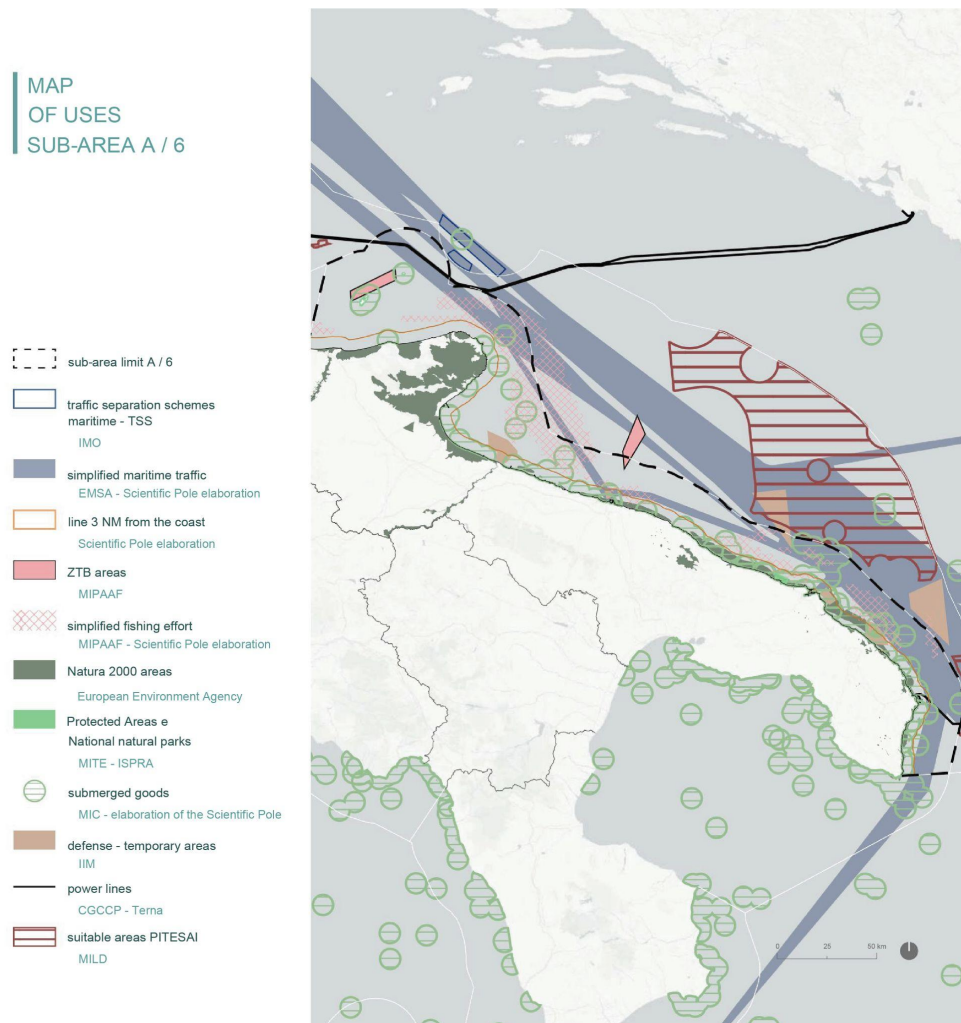 MAP
OF USES
SUB-AREA A / 6
sub-area limit A / 6
traffic separation schemes
maritime - TSS
IMO
simplified maritime traffic
EMSA - Scientific Pole elaboration
line 3 NM from the coast
Scientific Pole elaboration
ZTB areas
MIPAAF
simplified fishing effort
MIPAAF - Scientific Pole elaboration
Natura 2000 areas
European Environment Agency
Protected Areas e
National natural parks
MITE - ISPRA
submerged goods
MIC - elaboration of the Scientific Pole
defense - temporary areas
IIM
power lines
CGCCP - Terna
suitable areas PITESAI
MILD
0 25 50 km